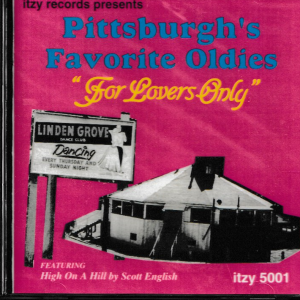 itzy records presents
Pittsburgh's
Favorite Oldies
"For Lovers Only"
LINDEN GROVE
DANCE CLUB
Dancing
EVERY THURSDAY AND
SUNDAY NIGHT
FEATURING
High On A Hill by Scott English
itzy 5001